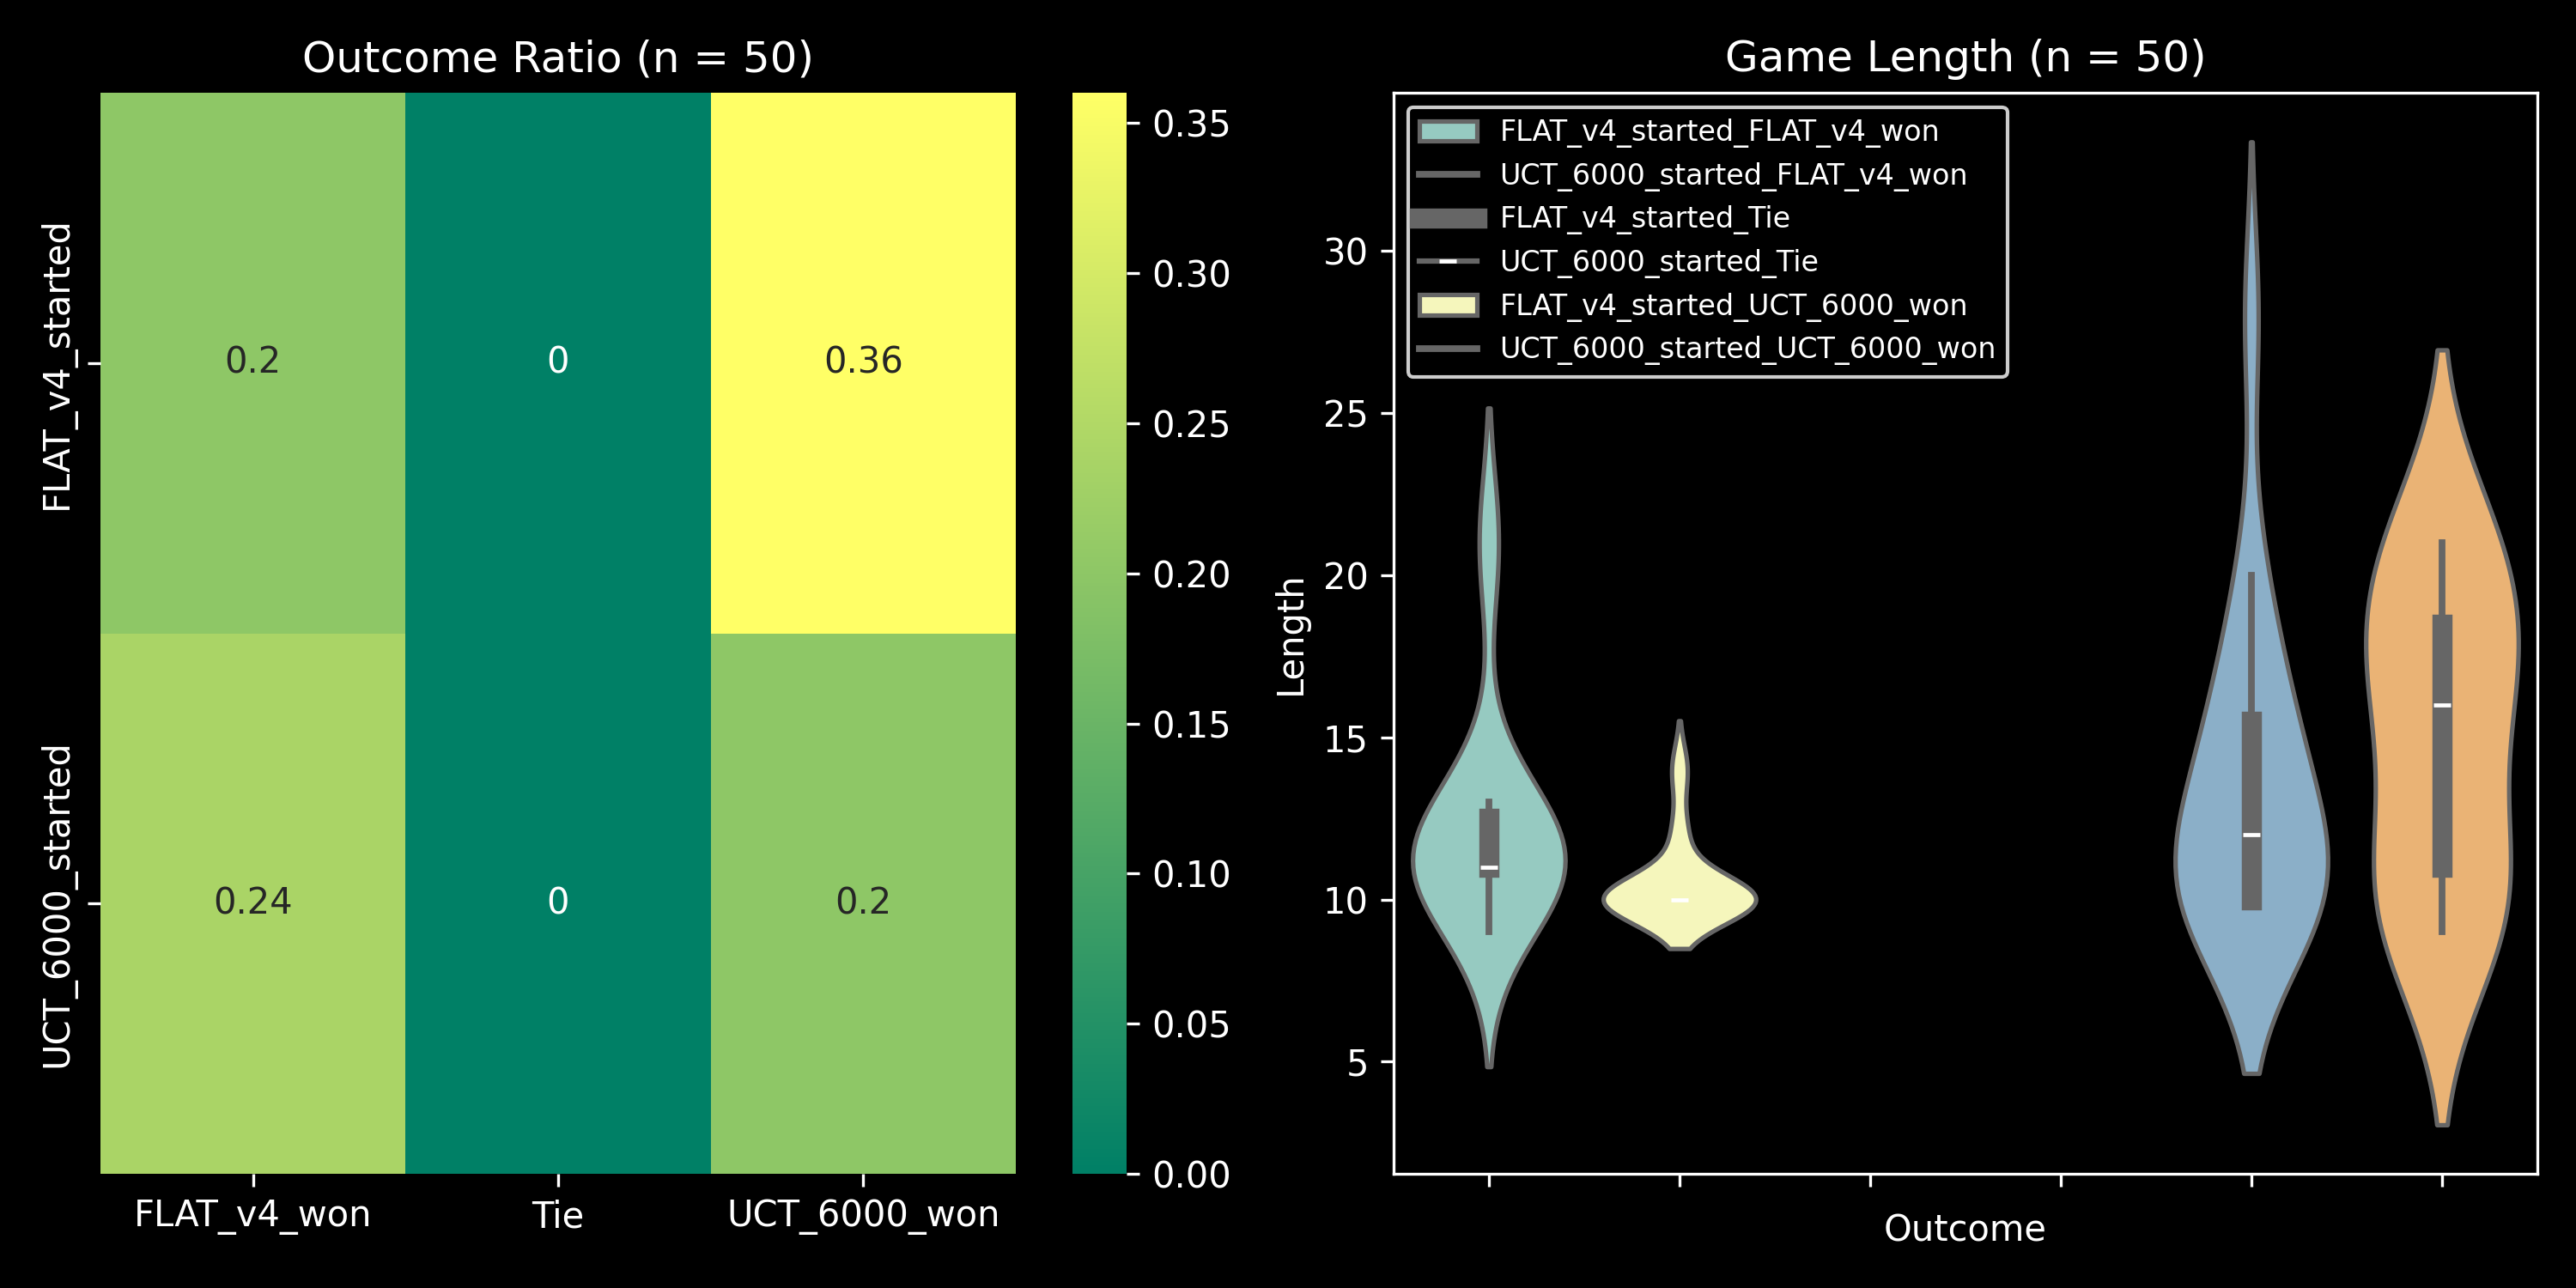 Outcome Ratio (n = 50)
FLAT_v4_started
UCT_6000_started
0.2
0
0.36
0.24
0
0.2
FLAT_v4_won
Tie
UCT_6000_won
0.35
0.30
0.25
0.20
0.15
0.10
0.05
0.00
Game Length (n = 50)
FLAT_v4_started_FLAT_v4_won
UCT_6000_started_FLAT_v4_won
FLAT_v4_started_Tie
UCT_6000_started_Tie
FLAT_v4_started_UCT_6000_won
UCT_6000_started_UCT_6000_won
Length
30
25
20
15
10
5
Outcome